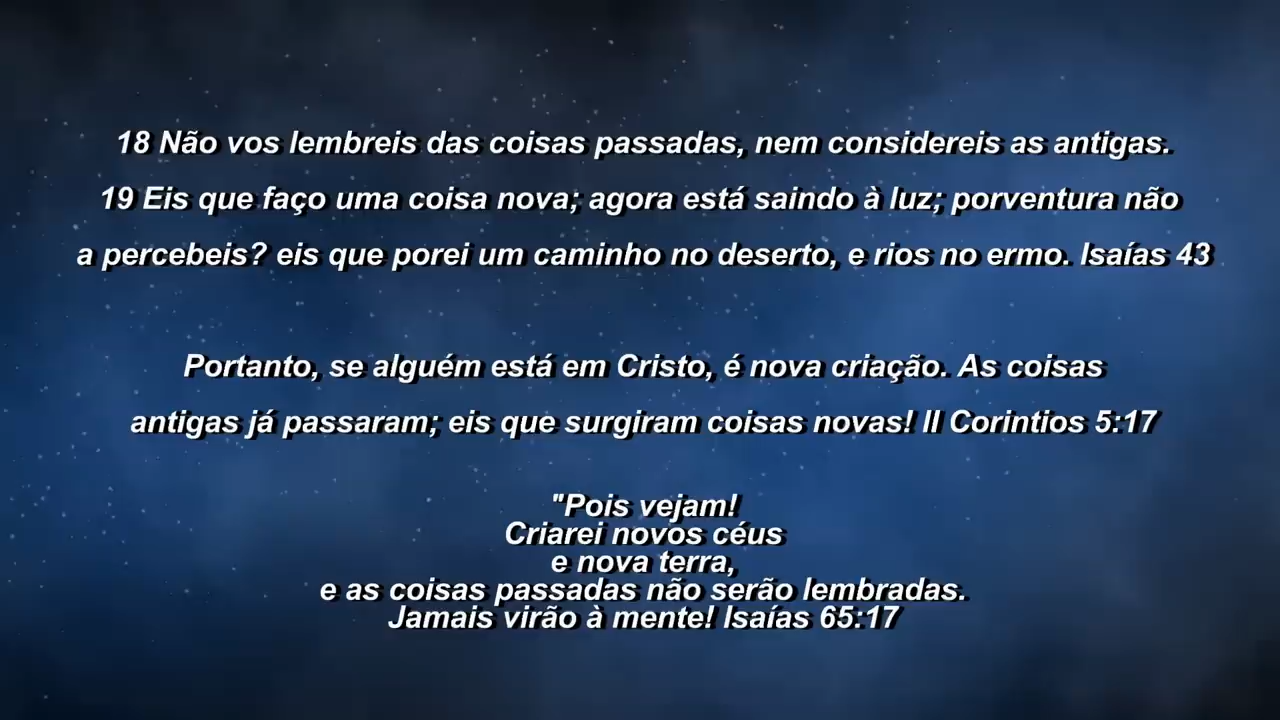 18 Não vos lembreis das coisas passadas, nem considereis as antigas.
19 Eis que faço uma coisa nova; agora está saindo à luz; porventura não
a percebeis? eis que porei um caminho no deserto, e rios no ermo. Isaías 43
Portanto, se alguém está em Cristo, é nova criação. As coisas
antigas já passaram; eis que surgiram coisas novas! II Corintios 5:17
"Pois vejam!
Criarei novos céus
e nova terra,
e as coisas passadas não serão lembradas.
Jamais virão à mente! Isaías 65:17